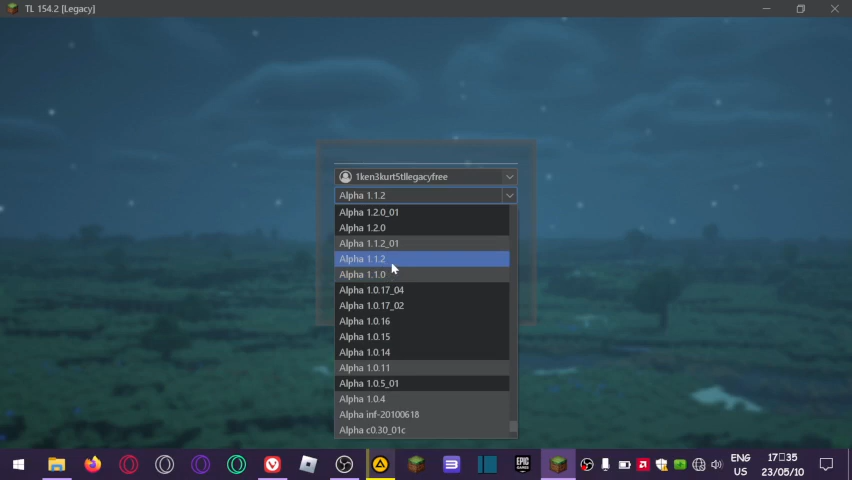 TL 154.2 [Legacy]
1ken3kurt5tllegacyfree
Alpha 1.1.2
Alpha 1.2.0_01
Alpha 1.2.0
Alpha 1.1.2_01
Alpha 1.1.2
Alpha 1.1.0
Alpha 1.0.17_04
Alpha 1.0.17_02
Alpha 1.0.16
Alpha 1.0.15
Alpha 1.0.14
Alpha 1.0.11
Alpha 1.0.5_01
Alpha 1.0.4
Alpha inf-20100618
Alpha c0.30_01c
EPIC
GAMES
ENG
US
17▯35
23/05/10